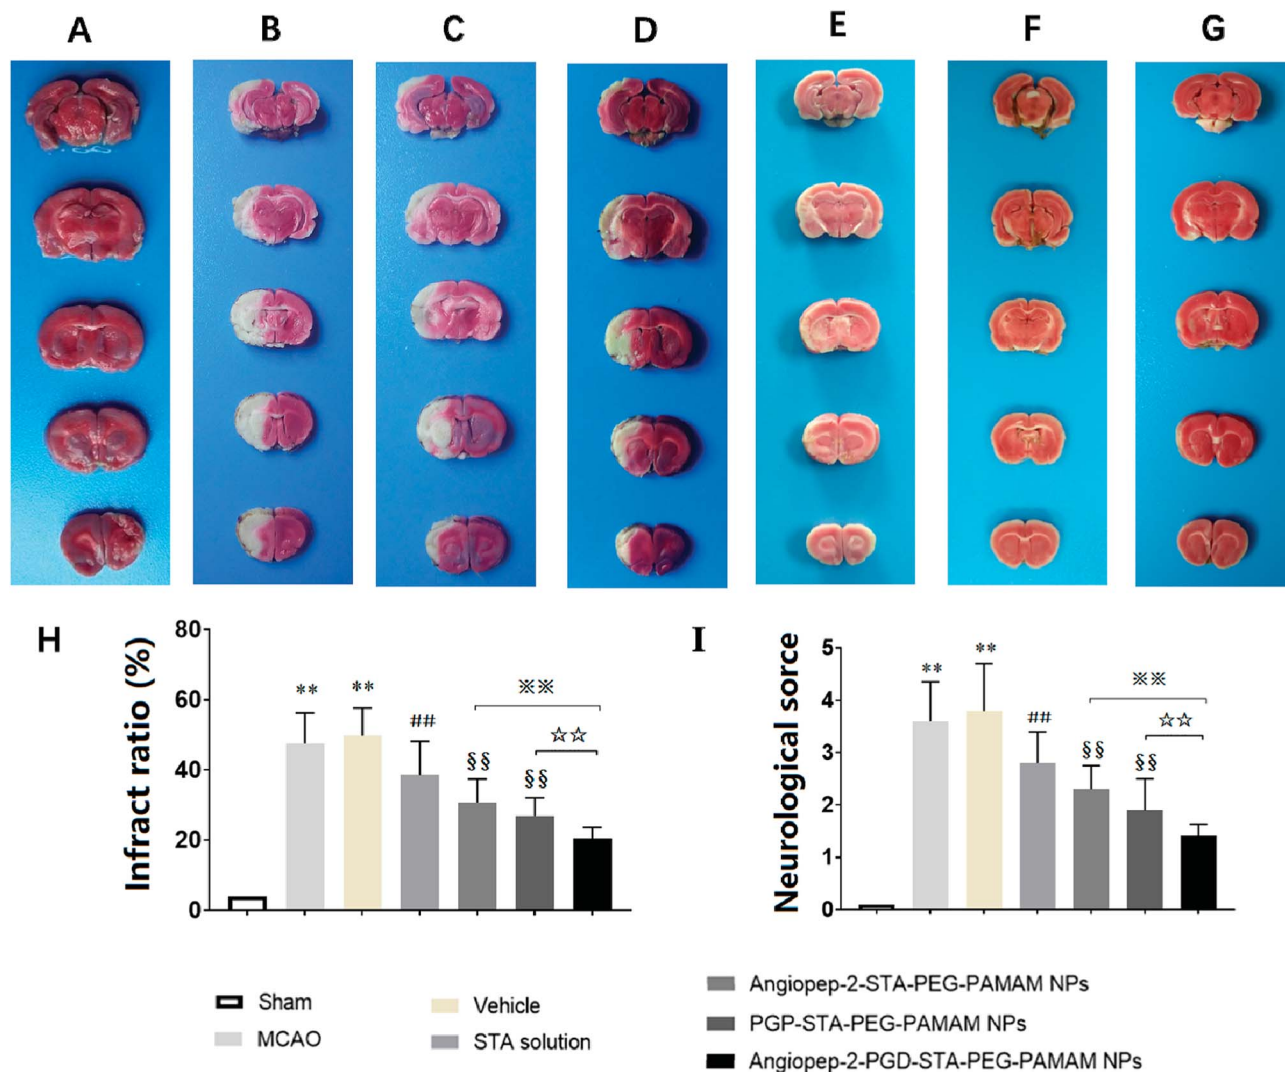 A B C D E F G
H
Infract ratio (%)
80
60
40
20
0
** ** ## §§ §§ ※※ ☆☆
I
Neurological sorce
5
4
3
2
1
0
** ** ## §§ §§ ※※ ☆☆
Sham
MCAO
Vehicle
STA solution
Angiopep-2-STA-PEG-PAMAM NPs
PGP-STA-PEG-PAMAM NPs
Angiopep-2-PGD-STA-PEG-PAMAM NPs